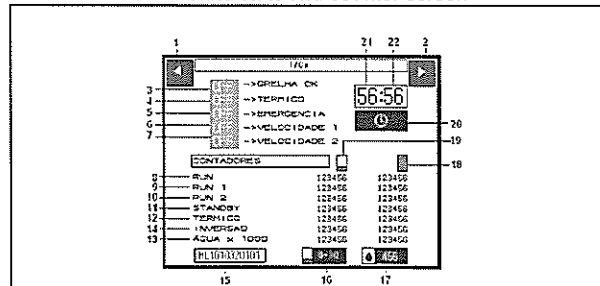 1 21 22 2
I/Os
3 ->GRELHA OK
4 ->TERMICO
5 ->EMERGENCIA
6 ->VELOCIDADE 1
7 ->VELOCIDADE 2
56:56
20
19
CONTADORES
18
8 RUN 123456 123456
9 RUN 1 123456 123456
10 RUN 2 123456 123456
11 STANDBY 123456 123456
12 TERMICO 123456 123456
14 INVERSAO 123456 123456
13 AGUA x 1000 123456 123456
HL1010320101
456
15 16 17